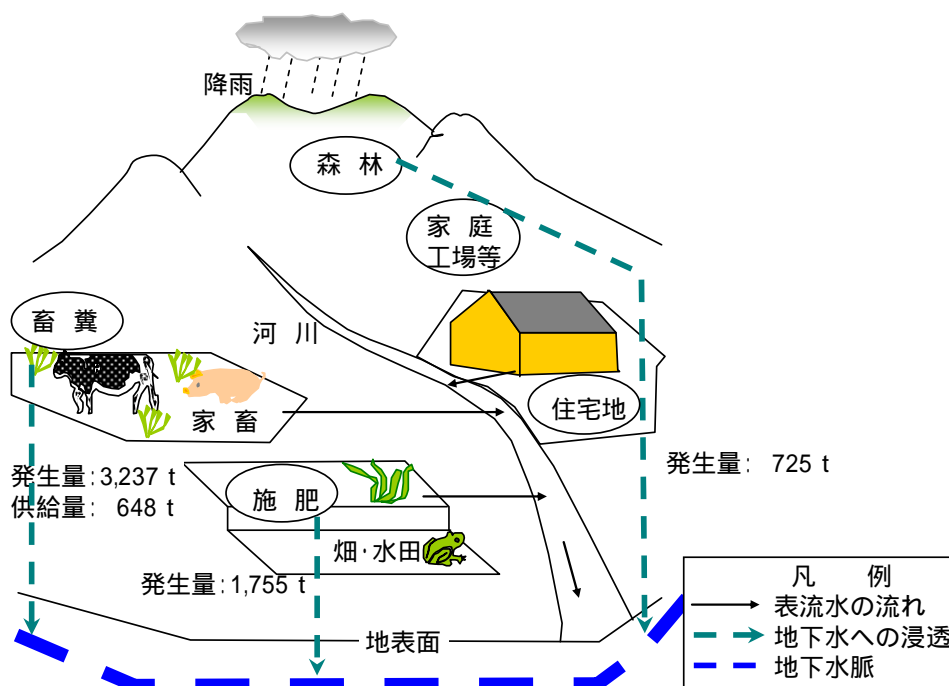 降雨
森 林
家 庭
工場等
畜 糞
河 川
住宅地
家 畜
発生量:3,237 t
供給量: 648 t
発生量: 725 t
施 肥
畑・水田
発生量:1,755 t
地表面
凡 例
表流水の流れ
地下水への浸透
地下水脈